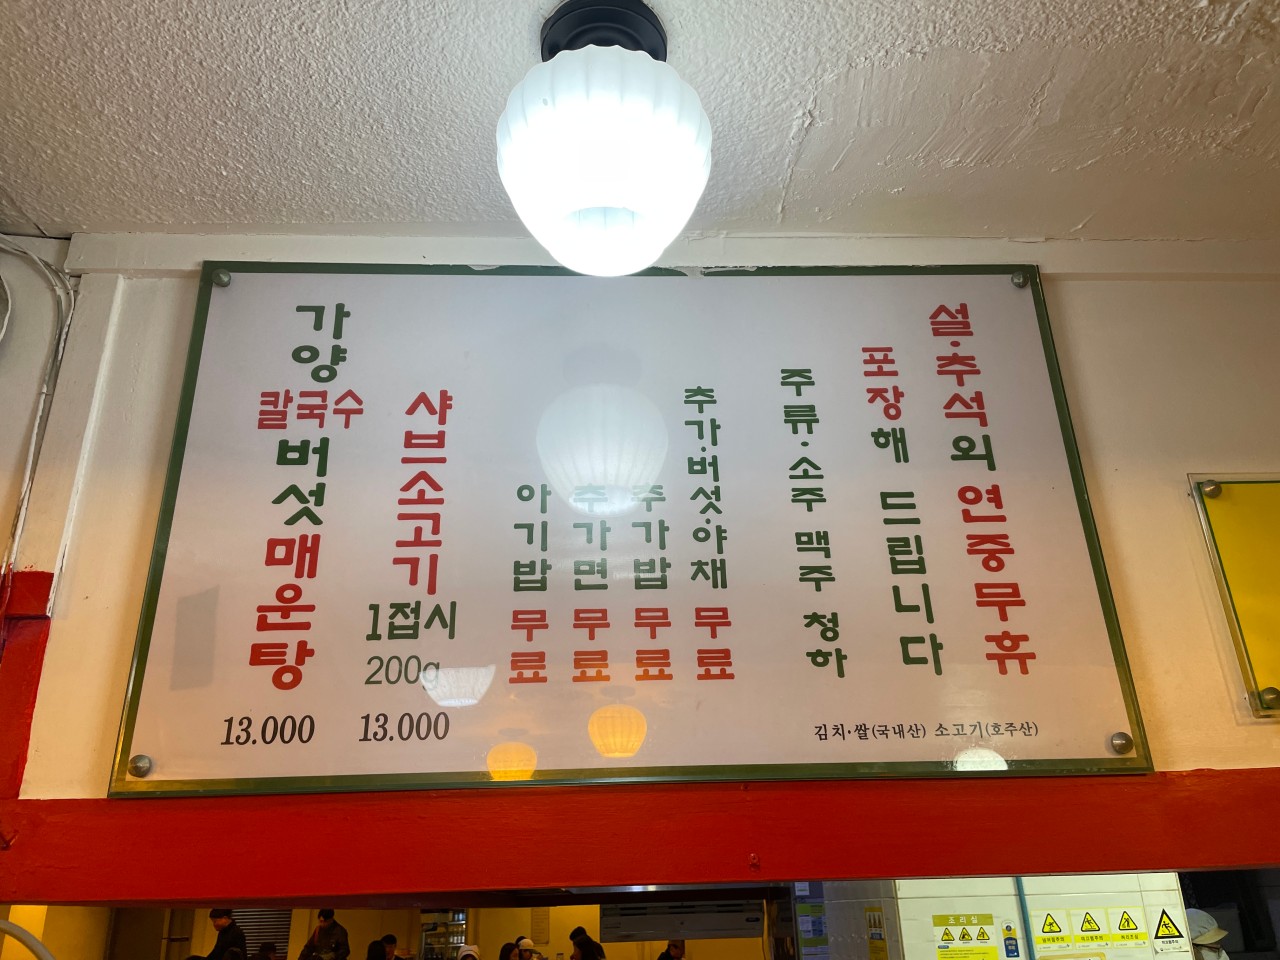 가양
칼국수
버섯매운탕
13.000
샤브소고기
1접시
200g
13.000
아기밥 무료
추가면 무료
추가밥 무료
추가·버섯·야채 무료
주류·소주 맥주 청하
포장해 드립니다
설·추석외 연중무휴
김치·쌀(국내산) 소고기(호주산)
조리실